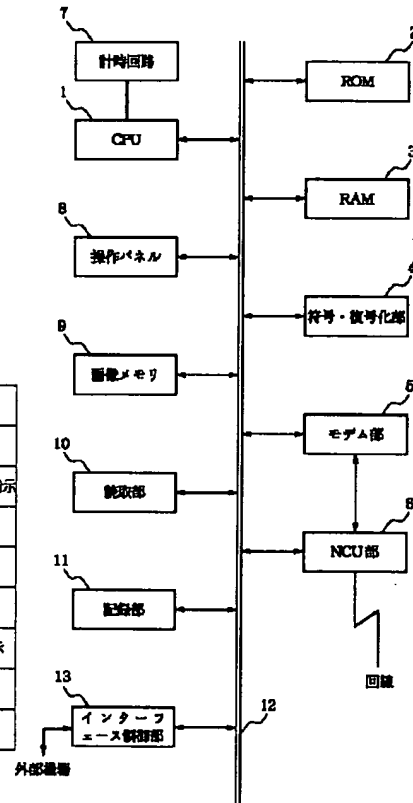 7
計時回路
1
CPU
8
操作パネル
9
画像メモリ
10
読取部
11
記録部
13
インターフ
ェース制御部
外部機器
2
ROM
3
RAM
4
符号・復号化部
5
モデム部
6
NCU部
回線
12
示